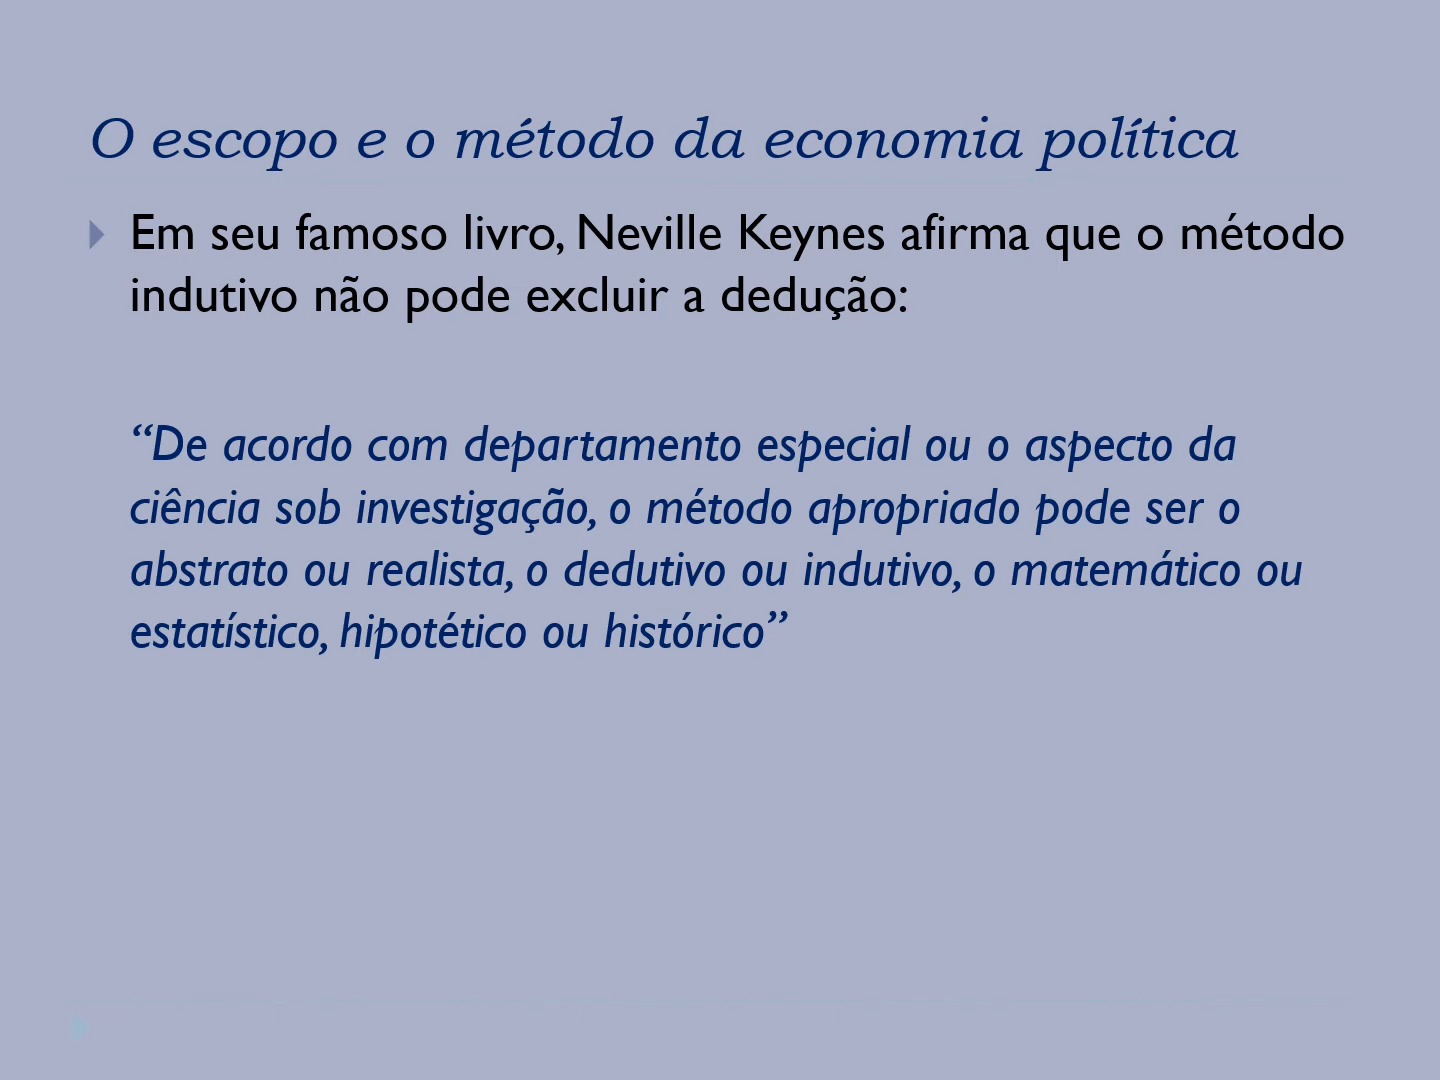 O escopo e o método da economia política
Em seu famoso livro, Neville Keynes afirma que o método
indutivo não pode excluir a dedução:
“De acordo com departamento especial ou o aspecto da
ciência sob investigação, o método apropriado pode ser o
abstrato ou realista, o dedutivo ou indutivo, o matemático ou
estatístico, hipotético ou histórico”